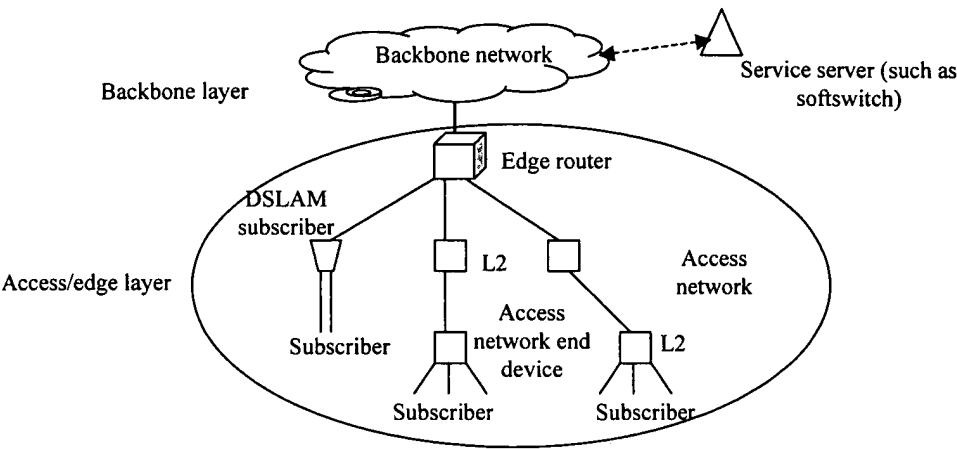 Backbone network
Service server (such as
softswitch)
Backbone layer
Edge router
DSLAM
subscriber
L2
Access
network
Access/edge layer
Access
network end
device
Subscriber
L2
Subscriber
Subscriber